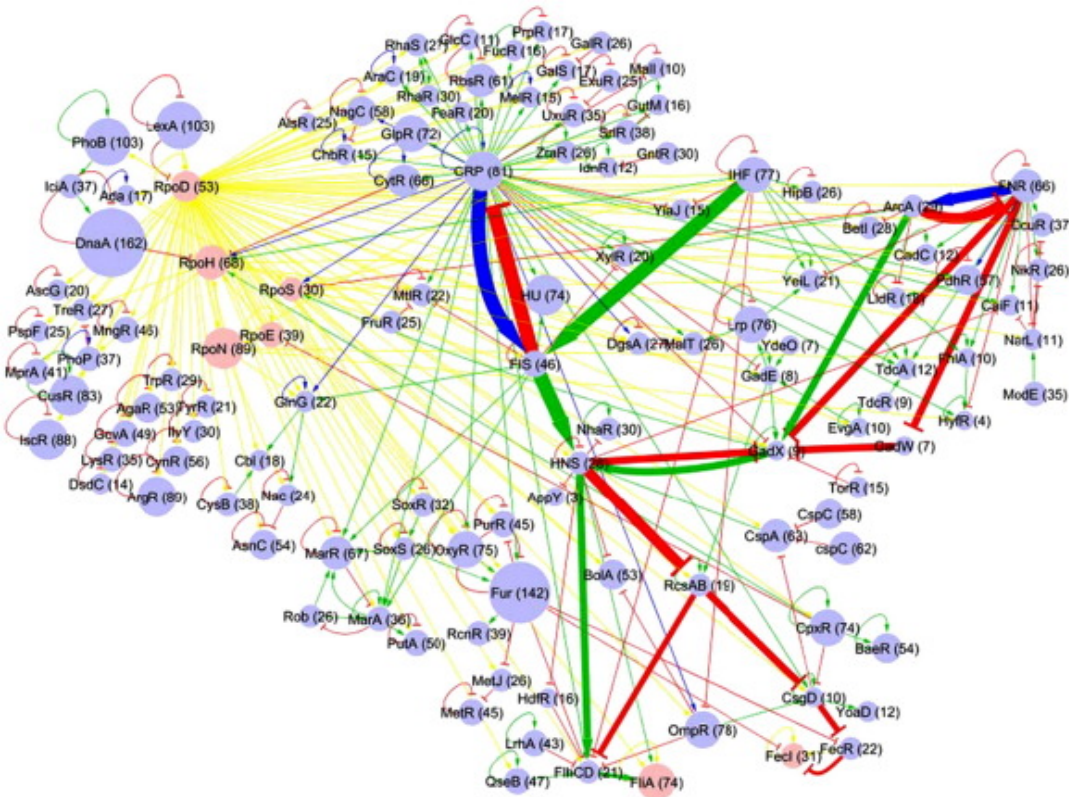 RhaS (27)
GlcC (11)
PrpR (17)
FucR (16)
GalR (26)
AraC (19)
RbsR (61)
GalS (17)
MalI (10)
ExuR (25)
RhaR (30)
MelR (15)
NagC (58)
FeaR (20)
UxuR (35)
GutM (16)
AlsR (25)
GlpR (72)
SrlR (38)
LexA (103)
PhoB (103)
ChbR (15)
ZraR (26)
GntR (30)
IdnR (12)
CytR (66)
CRP (61)
IHF (77)
HipB (26)
FNR (66)
IciA (37)
Ada (17)
RpoD (53)
YiaJ (15)
ArcA (29)
BetI (28)
DcuR (37)
DnaA (162)
CadC (12)
XylR (20)
RpoH (68)
NikR (26)
PdhR (57)
YeiL (21)
AscG (20)
RpoS (30)
MtlR (22)
HU (74)
LldR (18)
CaiF (11)
TreR (27)
PspF (25)
MngR (46)
FruR (25)
Lrp (76)
RpoE (39)
RpoN (89)
DgsA (27)
MalT (26)
YdeO (7)
NarL (11)
PhoP (37)
FIS (46)
FhlA (10)
MprA (41)
TdcA (12)
GadE (8)
TrpR (29)
CusR (83)
ModE (35)
AgaR (53)
TyrR (21)
GlnG (22)
TdcR (9)
HyfR (4)
IlvY (30)
GcvA (49)
NhaR (30)
EvgA (10)
IscR (88)
GadW (7)
GadX (9)
LysR (35)
CynR (56)
Cbl (18)
HNS (26)
DsdC (14)
ArgR (89)
TorR (15)
Nac (24)
AppY (3)
CysB (38)
SoxR (32)
CspC (58)
PurR (45)
CspA (63)
AsnC (54)
cspC (62)
MarR (67)
SoxS (26)
OxyR (75)
BolA (53)
RcsAB (19)
Fur (142)
Rob (26)
MarA (36)
CpxR (74)
RcnR (39)
PutA (50)
BaeR (54)
MetJ (26)
HdfR (16)
CsgD (10)
MetR (45)
YoaD (12)
OmpR (78)
LrhA (43)
FecI (31)
FecR (22)
FlhCD (21)
QseB (47)
FliA (74)